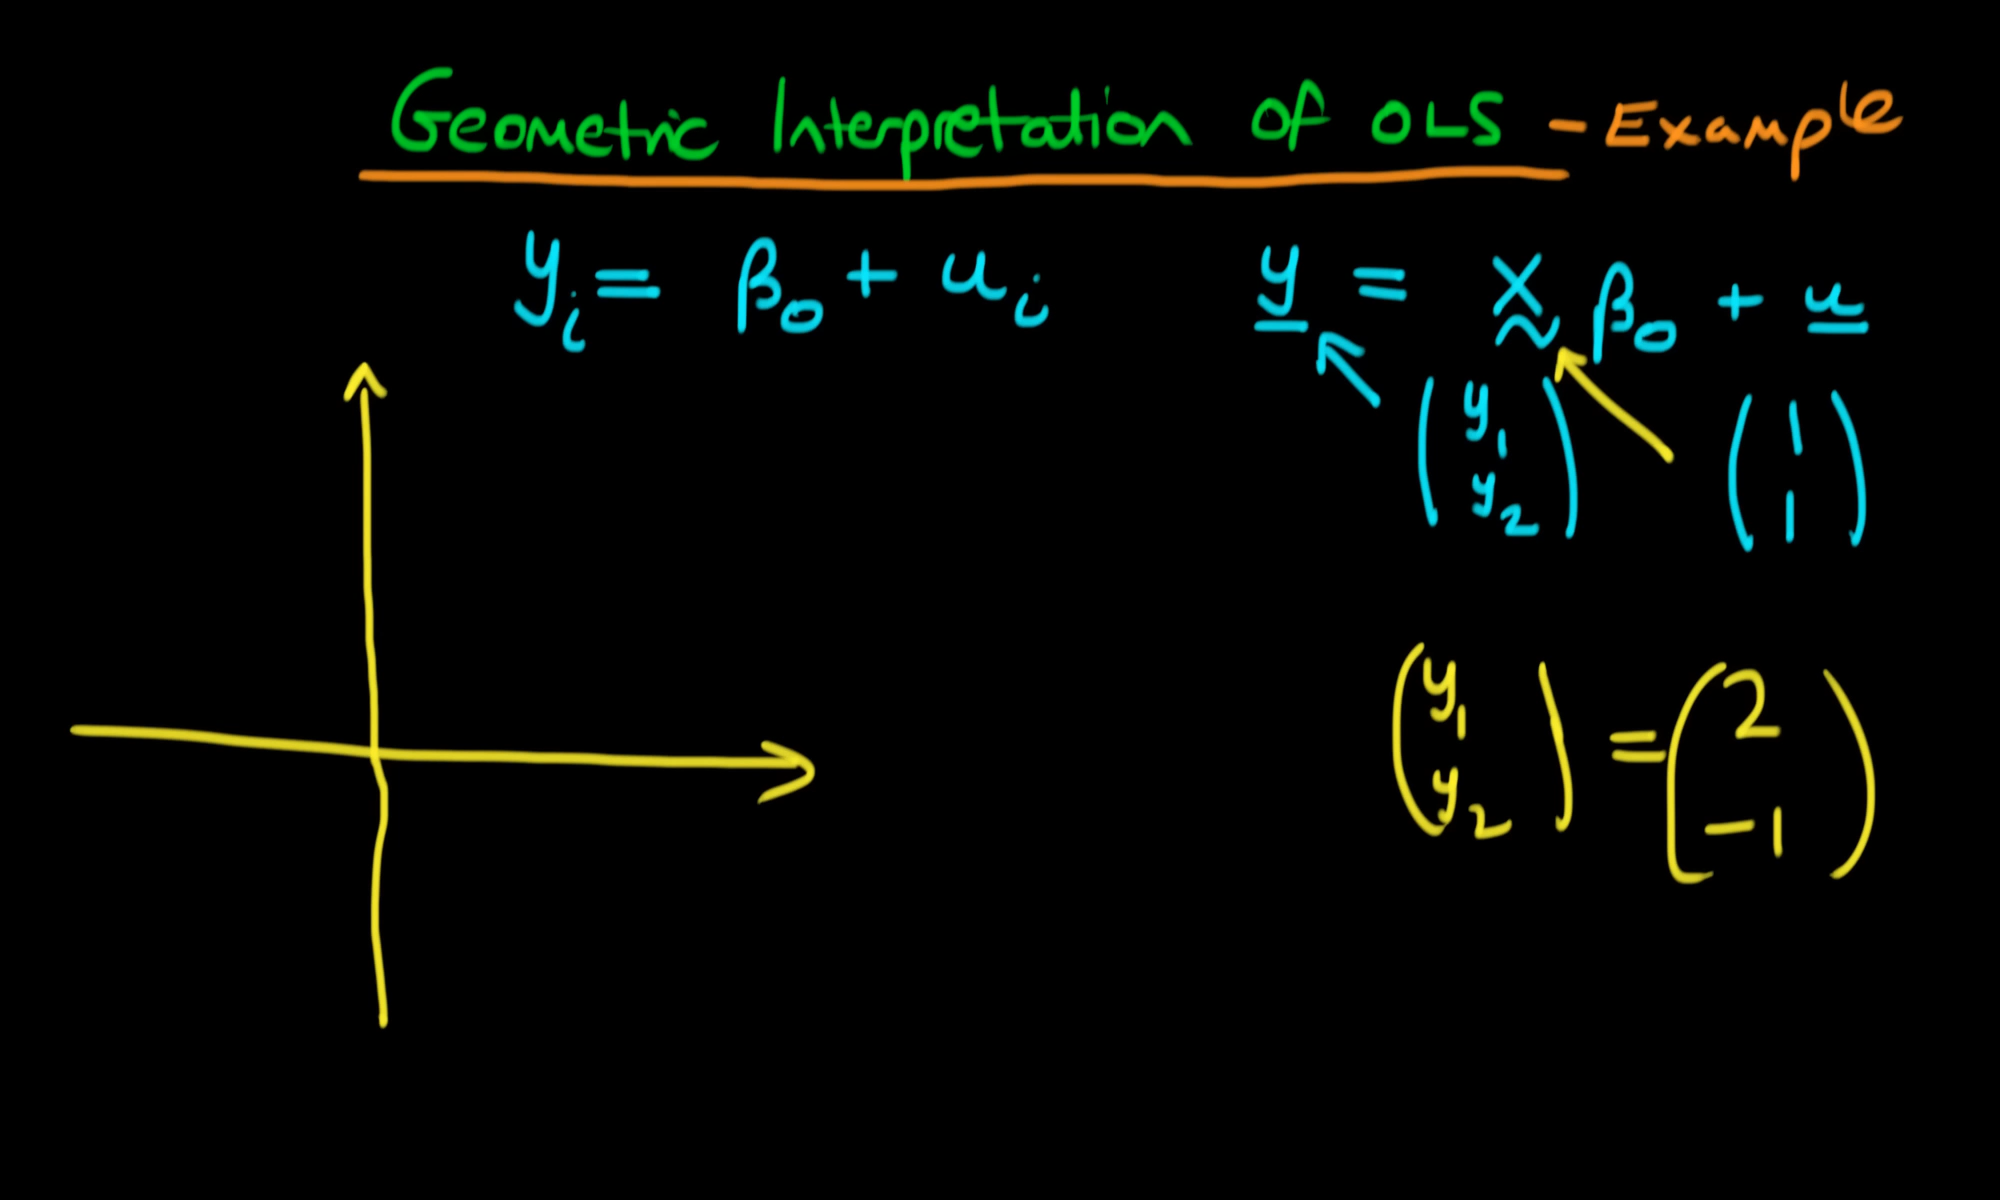 Geometric Interpretation Of OLS - Example
yᵢ = β₀ + uᵢ    y = X β₀ + u
(y₁ y₂)    (1 1)
(y₁ y₂) = (2 -1)